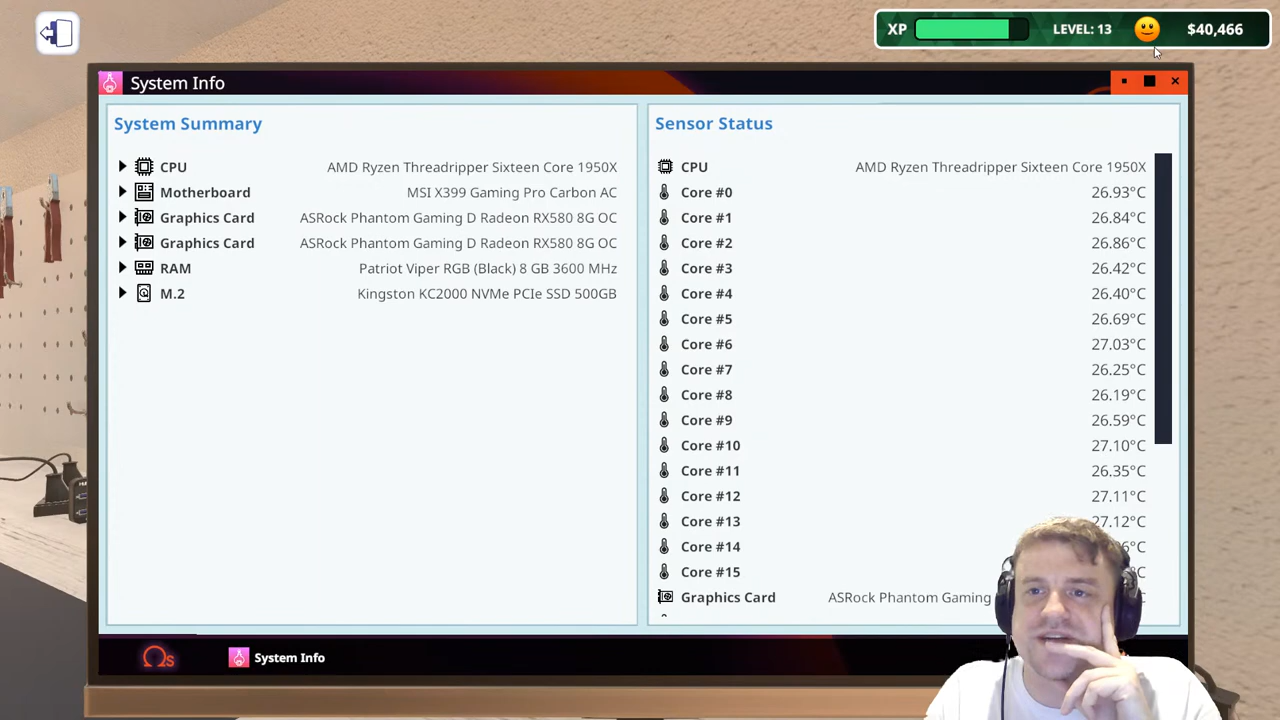 XP LEVEL: 13 $40,466
System Info
System Summary
CPU AMD Ryzen Threadripper Sixteen Core 1950X
Motherboard MSI X399 Gaming Pro Carbon AC
Graphics Card ASRock Phantom Gaming D Radeon RX580 8G OC
Graphics Card ASRock Phantom Gaming D Radeon RX580 8G OC
RAM Patriot Viper RGB (Black) 8 GB 3600 MHz
M.2 Kingston KC2000 NVMe PCIe SSD 500GB
Sensor Status
CPU AMD Ryzen Threadripper Sixteen Core 1950X
Core #0 26.93°C
Core #1 26.84°C
Core #2 26.86°C
Core #3 26.42°C
Core #4 26.40°C
Core #5 26.69°C
Core #6 27.03°C
Core #7 26.25°C
Core #8 26.19°C
Core #9 26.59°C
Core #10 27.10°C
Core #11 26.35°C
Core #12 27.11°C
Core #13 27.12°C
Core #14
Core #15
Graphics Card ASRock Phantom Gaming
Ωs System Info